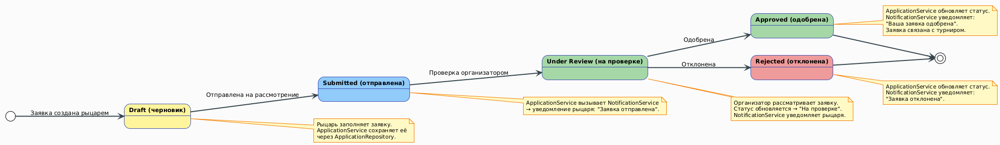 Заявка создана рыцарем
Draft (черновик)
Рыцарь заполняет заявку.
ApplicationService сохраняет её
через ApplicationRepository.
Отправлена на рассмотрение
Submitted (отправлена)
ApplicationService вызывает NotificationService
→ уведомление рыцаря: "Заявка отправлена".
Проверка организатором
Under Review (на проверке)
Организатор рассматривает заявку.
Статус обновляется → "На проверке".
NotificationService уведомляет рыцаря.
Одобрена
Approved (одобрена)
ApplicationService обновляет статус.
NotificationService уведомляет:
"Ваша заявка одобрена".
Заявка связана с турниром.
Отклонена
Rejected (отклонена)
ApplicationService обновляет статус.
NotificationService уведомляет:
"Заявка отклонена".